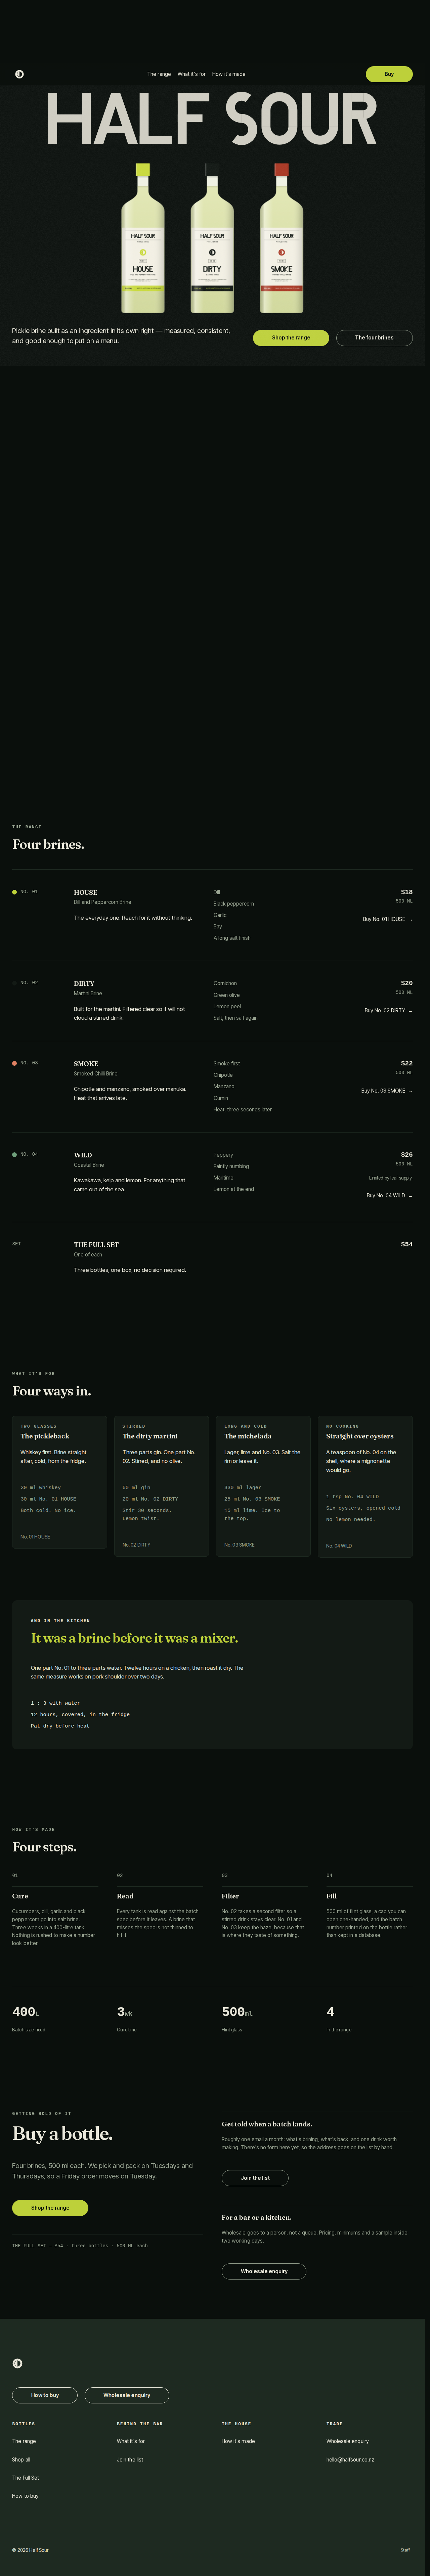 The range What it's for How it's made Buy
HALF SOUR
HALF SOUR HALF SOUR HALF SOUR
HOUSE DIRTY SMOKE
Pickle brine built as an ingredient in its own right — measured, consistent,
and good enough to put on a menu.
Shop the range The four brines
THE RANGE
Four brines.
NO. 01
HOUSE
Dill and Peppercorn Brine
The everyday one. Reach for it without thinking.
Dill
Black peppercorn
Garlic
Bay
A long salt finish
$18
500 ML
Buy No. 01 HOUSE →
NO. 02
DIRTY
Martini Brine
Built for the martini. Filtered clear so it will not
cloud a stirred drink.
Cornichon
Green olive
Lemon peel
Salt, then salt again
$20
500 ML
Buy No. 02 DIRTY →
NO. 03
SMOKE
Smoked Chilli Brine
Chipotle and manzano, smoked over manuka.
Heat that arrives late.
Smoke first
Chipotle
Manzano
Cumin
Heat, three seconds later
$22
500 ML
Buy No. 03 SMOKE →
NO. 04
WILD
Coastal Brine
Kawakawa, kelp and lemon. For anything that
came out of the sea.
Peppery
Faintly numbing
Maritime
Lemon at the end
$26
500 ML
Limited by leaf supply.
Buy No. 04 WILD →
SET
THE FULL SET
One of each
Three bottles, one box, no decision required.
$54
WHAT IT'S FOR
Four ways in.
TWO GLASSES
The pickleback
Whiskey first. Brine straight
after, cold, from the fridge.
30 ml whiskey
30 ml No. 01 HOUSE
Both cold. No ice.
No. 01 HOUSE
STIRRED
The dirty martini
Three parts gin. One part No.
02. Stirred, and no olive.
60 ml gin
20 ml No. 02 DIRTY
Stir 30 seconds.
Lemon twist.
No. 02 DIRTY
LONG AND COLD
The michelada
Lager, lime and No. 03. Salt the
rim or leave it.
330 ml lager
25 ml No. 03 SMOKE
15 ml lime. Ice to
the top.
No. 03 SMOKE
NO COOKING
Straight over oysters
A teaspoon of No. 04 on the
shell, where a mignonette
would go.
1 tsp No. 04 WILD
Six oysters, opened cold
No lemon needed.
No. 04 WILD
AND IN THE KITCHEN
It was a brine before it was a mixer.
One part No. 01 to three parts water. Twelve hours on a chicken, then roast it dry. The
same measure works on pork shoulder over two days.
1 : 3 with water
12 hours, covered, in the fridge
Pat dry before heat
HOW IT'S MADE
Four steps.
01
Cure
Cucumbers, dill, garlic and black
peppercorn go into salt brine.
Three weeks in a 400-litre tank.
Nothing is rushed to make a number
look better.
02
Read
Every tank is read against the batch
spec before it leaves. A brine that
misses the spec is not thinned to
hit it.
03
Filter
No. 02 takes a second filter so a
stirred drink stays clear. No. 01 and
No. 03 keep the haze, because that
is where they taste of something.
04
Fill
500 ml of flint glass, a cap you can
open one-handed, and the batch
number printed on the bottle rather
than kept in a database.
400L
Batch size, feed
3wk
Cure time
500ml
Flint glass
4
In the range
GETTING HOLD OF IT
Buy a bottle.
Four brines, 500 ml each. We pick and pack on Tuesdays and
Thursdays, so a Friday order moves on Tuesday.
Shop the range
THE FULL SET — $54 · three bottles · 500 ML each
Get told when a batch lands.
Roughly one email a month: what's brining, what's back, and one drink worth
making. There's no form here yet, so the address goes on the list by hand.
Join the list
For a bar or a kitchen.
Wholesale goes to a person, not a queue. Pricing, minimums and a sample inside
two working days.
Wholesale enquiry
How to buy Wholesale enquiry
BOTTLES
The range
Shop all
The Full Set
How to buy
BEHIND THE BAR
What it's for
Join the list
THE HOUSE
How it's made
TRADE
Wholesale enquiry
hello@halfsour.co.nz
© 2026 Half Sour
Staff